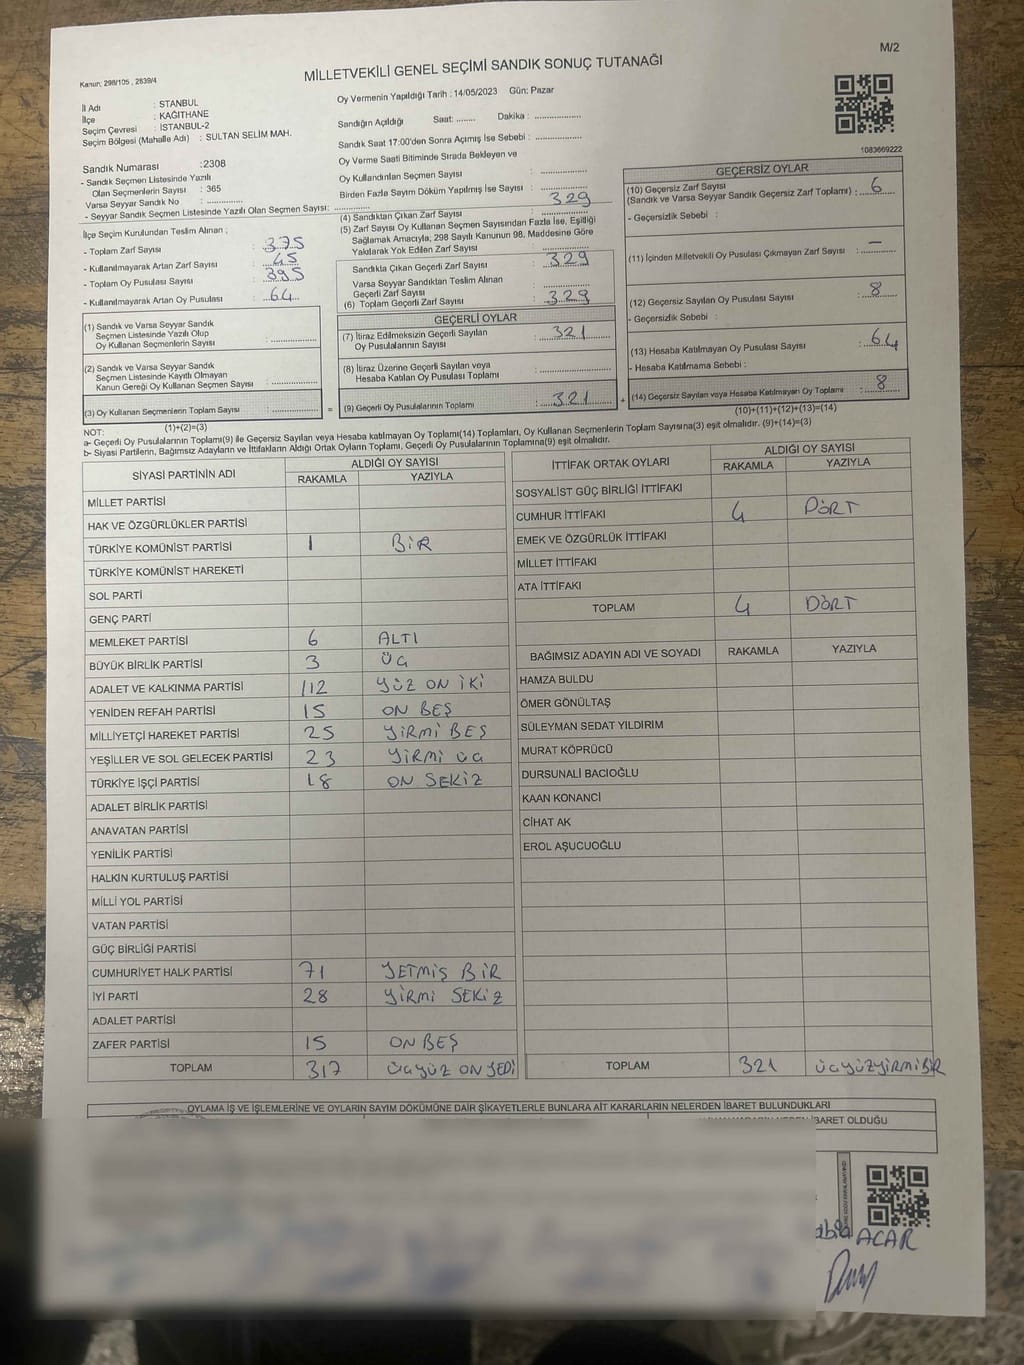 M/2
Kanun: 298/105 , 2839/4
MİLLETVEKİLİ GENEL SEÇİMİ SANDIK SONUÇ TUTANAĞI
İl Adı : STANBUL
İlçe : KAĞITHANE
Seçim Çevresi : İSTANBUL-2
Seçim Bölgesi (Mahalle Adı) : SULTAN SELİM MAH.
Oy Vermenin Yapıldığı Tarih : 14/05/2023 Gün: Pazar
Sandığın Açıldığı Saat: ........ Dakika : ................
Sandık Saat 17:00'den Sonra Açılmış İse Sebebi : ................
Oy Verme Saati Bitiminde Sırada Bekleyen ve
Oy Kullandırılan Seçmen Sayısı : ................
Birden Fazla Sayım Döküm Yapılmış İse Sayısı : ................
1083669222
Sandık Numarası :2308
- Sandık Seçmen Listesinde Yazılı
Olan Seçmenlerin Sayısı : 365
Varsa Seyyar Sandık No : ............
- Seyyar Sandık Seçmen Listesinde Yazılı Olan Seçmen Sayısı: ................
İlçe Seçim Kurulundan Teslim Alınan :
- Toplam Zarf Sayısı : 375
- Kullanılmayarak Artan Zarf Sayısı : 45
- Toplam Oy Pusulası Sayısı : 395
- Kullanılmayarak Artan Oy Pusulası : 64
(4) Sandıktan Çıkan Zarf Sayısı : 329
(5) Zarf Sayısı Oy Kullanan Seçmen Sayısından Fazla İse, Eşitliği
Sağlamak Amacıyla; 298 Sayılı Kanunun 98. Maddesine Göre
Yakılarak Yok Edilen Zarf Sayısı : ................
Sandıkta Çıkan Geçerli Zarf Sayısı : 329
Varsa Seyyar Sandıktan Teslim Alınan
Geçerli Zarf Sayısı : ................
(6) Toplam Geçerli Zarf Sayısı : 329
GEÇERLİ OYLAR
(7) İtiraz Edilmeksizin Geçerli Sayılan
Oy Pusulalarının Sayısı : 321
(8) İtiraz Üzerine Geçerli Sayılan veya
Hesaba Katılan Oy Pusulası Toplamı : ................
(9) Geçerli Oy Pusulalarının Toplamı : 321
GEÇERSİZ OYLAR
(10) Geçersiz Zarf Sayısı
(Sandık ve Varsa Seyyar Sandık Geçersiz Zarf Toplamı) : 6
- Geçersizlik Sebebi :
(11) İçinden Milletvekili Oy Pusulası Çıkmayan Zarf Sayısı : –
(12) Geçersiz Sayılan Oy Pusulası Sayısı : 8
- Geçersizlik Sebebi :
(13) Hesaba Katılmayan Oy Pusulası Sayısı : 64
- Hesaba Katılmama Sebebi :
(14) Geçersiz Sayılan veya Hesaba Katılmayan Oy Toplamı : 8
(10)+(11)+(12)+(13)=(14)
(1) Sandık ve Varsa Seyyar Sandık
Seçmen Listesinde Yazılı Olup
Oy Kullanan Seçmenlerin Sayısı : ................
(2) Sandık ve Varsa Seyyar Sandık
Seçmen Listesinde Kaydı Olmayan
Kanun Gereği Oy Kullanan Seçmen Sayısı : ................
(3) Oy Kullanan Seçmenlerin Toplam Sayısı : ................ =
(1)+(2)=(3)
NOT:
a- Geçerli Oy Pusulalarının Toplamı(9) ile Geçersiz Sayılan veya Hesaba katılmayan Oy Toplamı(14) Toplamları, Oy Kullanan Seçmenlerin Toplam Sayısına(3) eşit olmalıdır. (9)+(14)=(3)
b- Siyasi Partilerin, Bağımsız Adayların ve İttifakların Aldığı Ortak Oyların Toplamı, Geçerli Oy Pusulalarının Toplamına(9) eşit olmalıdır.
SİYASİ PARTİNİN ADI ALDIĞI OY SAYISI
RAKAMLA YAZIYLA
MİLLET PARTİSİ
HAK VE ÖZGÜRLÜKLER PARTİSİ
TÜRKİYE KOMÜNİST PARTİSİ 1 BİR
TÜRKİYE KOMÜNİST HAREKETİ
SOL PARTİ
GENÇ PARTİ
MEMLEKET PARTİSİ 6 ALTI
BÜYÜK BİRLİK PARTİSİ 3 ÜÇ
ADALET VE KALKINMA PARTİSİ 112 YÜZ ON İKİ
YENİDEN REFAH PARTİSİ 15 ON BEŞ
MİLLİYETÇİ HAREKET PARTİSİ 25 YİRMİ BEŞ
YEŞİLLER VE SOL GELECEK PARTİSİ 23 YİRMİ ÜÇ
TÜRKİYE İŞÇİ PARTİSİ 18 ON SEKİZ
ADALET BİRLİK PARTİSİ
ANAVATAN PARTİSİ
YENİLİK PARTİSİ
HALKIN KURTULUŞ PARTİSİ
MİLLİ YOL PARTİSİ
VATAN PARTİSİ
GÜÇ BİRLİĞİ PARTİSİ
CUMHURİYET HALK PARTİSİ 71 YETMİŞ BİR
İYİ PARTİ 28 YİRMİ SEKİZ
ADALET PARTİSİ
ZAFER PARTİSİ 15 ON BEŞ
TOPLAM 317 ÜÇYÜZ ON YEDİ
İTTİFAK ORTAK OYLARI ALDIĞI OY SAYISI
RAKAMLA YAZIYLA
SOSYALİST GÜÇ BİRLİĞİ İTTİFAKI
CUMHUR İTTİFAKI 4 DÖRT
EMEK VE ÖZGÜRLÜK İTTİFAKI
MİLLET İTTİFAKI
ATA İTTİFAKI
TOPLAM 4 DÖRT
BAĞIMSIZ ADAYIN ADI VE SOYADI RAKAMLA YAZIYLA
HAMZA BULDU
ÖMER GÖNÜLTAŞ
SÜLEYMAN SEDAT YILDIRIM
MURAT KÖPRÜCÜ
DURSUNALİ BACIOĞLU
KAAN KONANCİ
CİHAT AK
EROL AŞUCUOĞLU
TOPLAM 321 ÜÇYÜZYİRMİBİR
OYLAMA İŞ VE İŞLEMLERİNE VE OYLARIN SAYIM DÖKÜMÜNE DAİR ŞİKAYETLERLE BUNLARA AİT KARARLARIN NELERDEN İBARET BULUNDUKLARI
İBARET OLDUĞU
ACAR